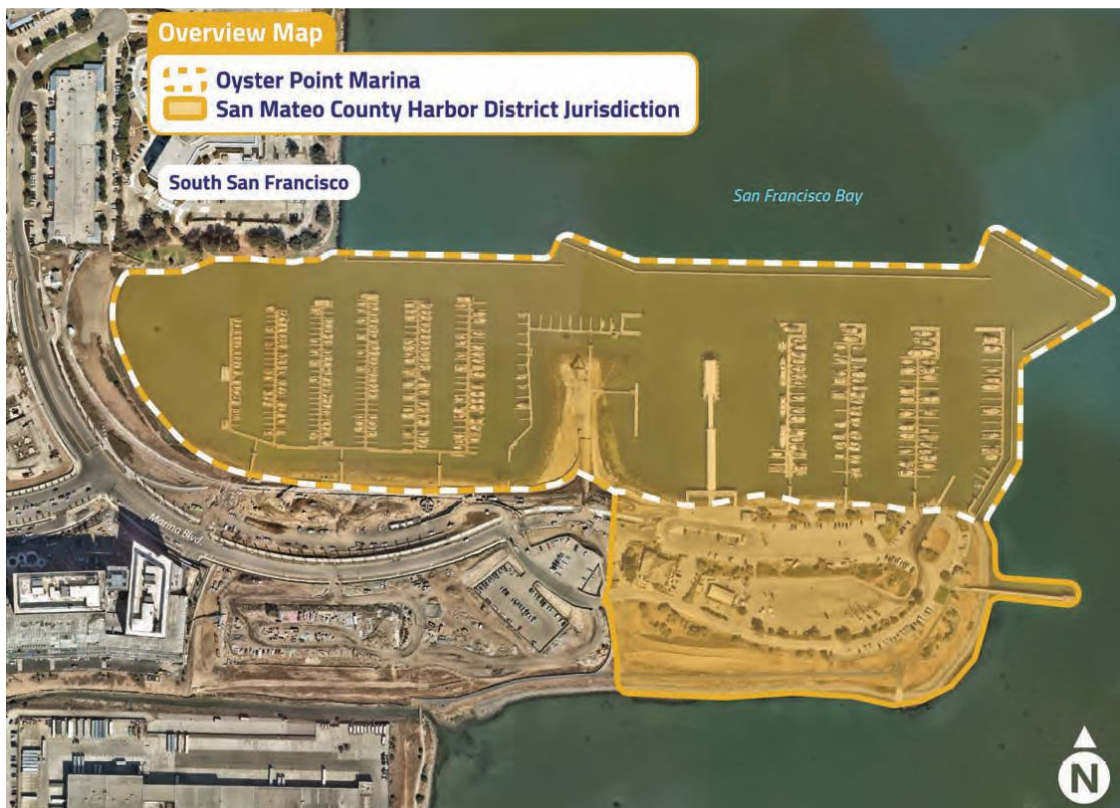 Overview Map
Oyster Point Marina
San Mateo County Harbor District Jurisdiction
South San Francisco
San Francisco Bay
Marina Blvd.
N